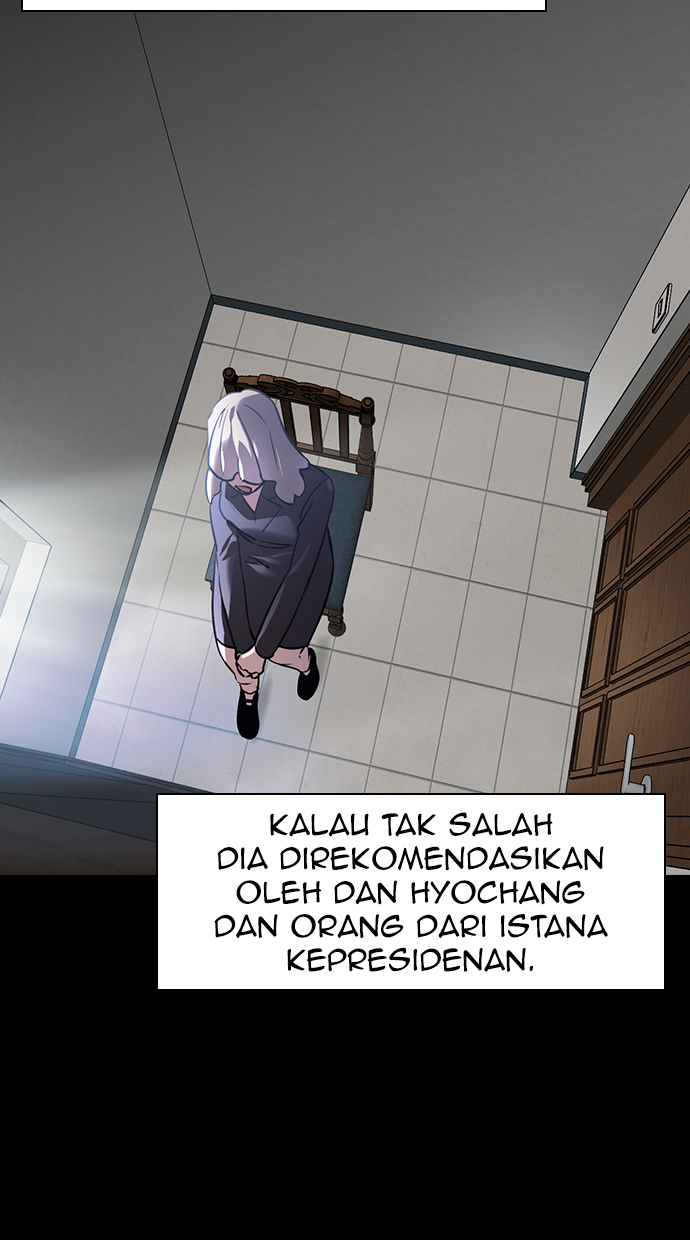 KALAU TAK SALAH
DIA DIREKOMENDASIKAN
OLEH DAN HYOCHANG
DAN ORANG DARI ISTANA
KEPRESIDENAN.